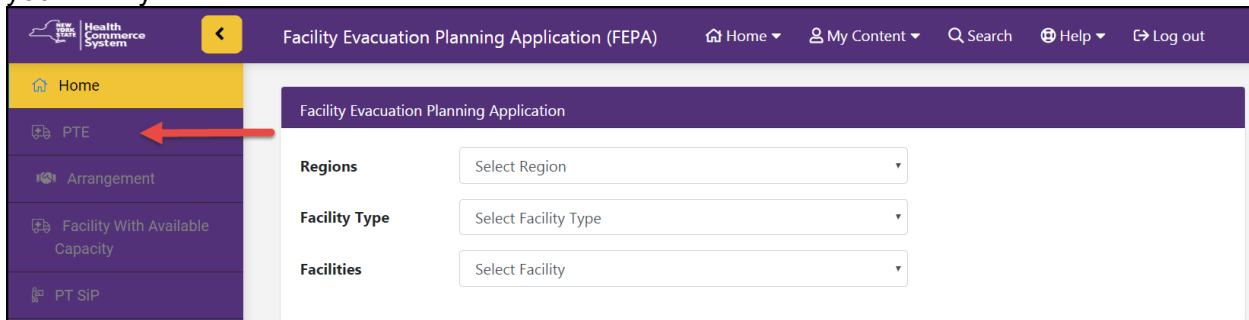 NEW YORK STATE
Health Commerce System
Facility Evacuation Planning Application (FEPA)
Home
My Content
Search
Help
Log out
Home
PTE
Arrangement
Facility With Available
Capacity
PT SiP
Facility Evacuation Planning Application
Regions
Select Region
Facility Type
Select Facility Type
Facilities
Select Facility